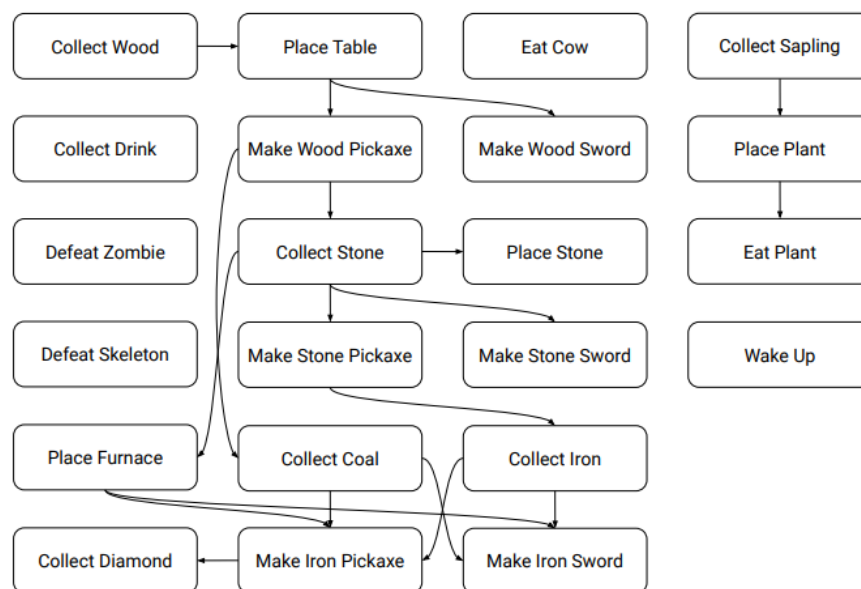 Collect Wood
Place Table
Eat Cow
Collect Sapling
Collect Drink
Make Wood Pickaxe
Make Wood Sword
Place Plant
Defeat Zombie
Collect Stone
Place Stone
Eat Plant
Defeat Skeleton
Make Stone Pickaxe
Make Stone Sword
Wake Up
Place Furnace
Collect Coal
Collect Iron
Collect Diamond
Make Iron Pickaxe
Make Iron Sword